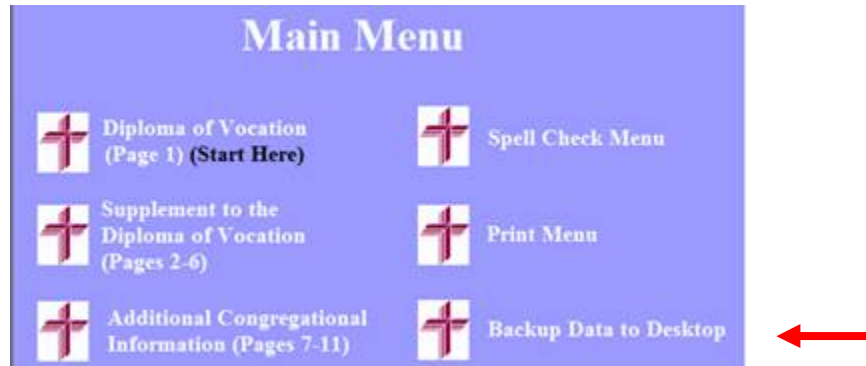 Main Menu
Diploma of Vocation
(Page 1) (Start Here)
Supplement to the
Diploma of Vocation
(Pages 2-6)
Additional Congregational
Information (Pages 7-11)
Spell Check Menu
Print Menu
Backup Data to Desktop